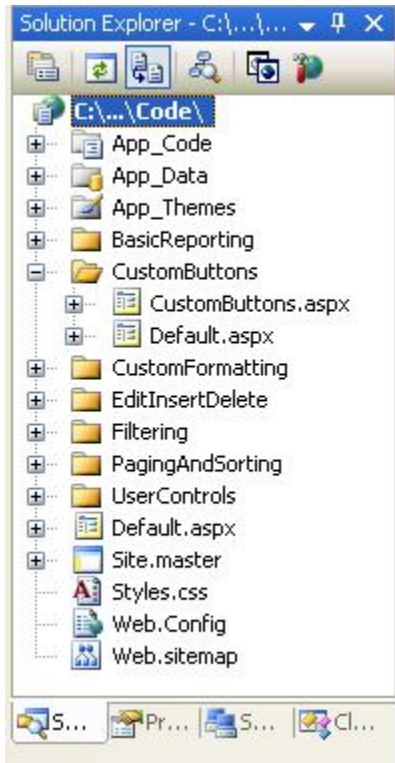 Solution Explorer - C:\...\...
C:\...\Code\
App_Code
App_Data
App_Themes
BasicReporting
CustomButtons
CustomButtons.aspx
Default.aspx
CustomFormatting
EditInsertDelete
Filtering
PagingAndSorting
UserControls
Default.aspx
Site.master
Styles.css
Web.Config
Web.sitemap
S... Pr... S... Cl...